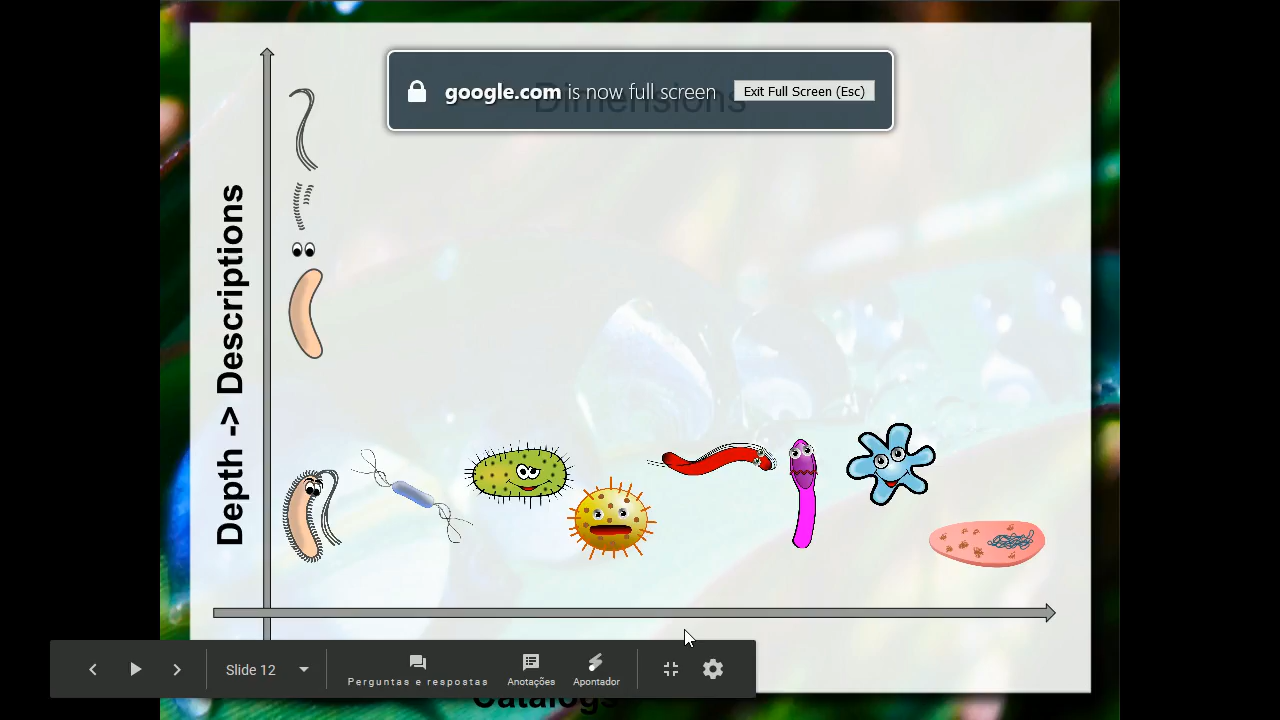 Dimensions
google.com is now full screen
Exit Full Screen (Esc)
Depth -> Descriptions
Slide 12
Perguntas e respostas
Anotações
Apontador
Catalogs